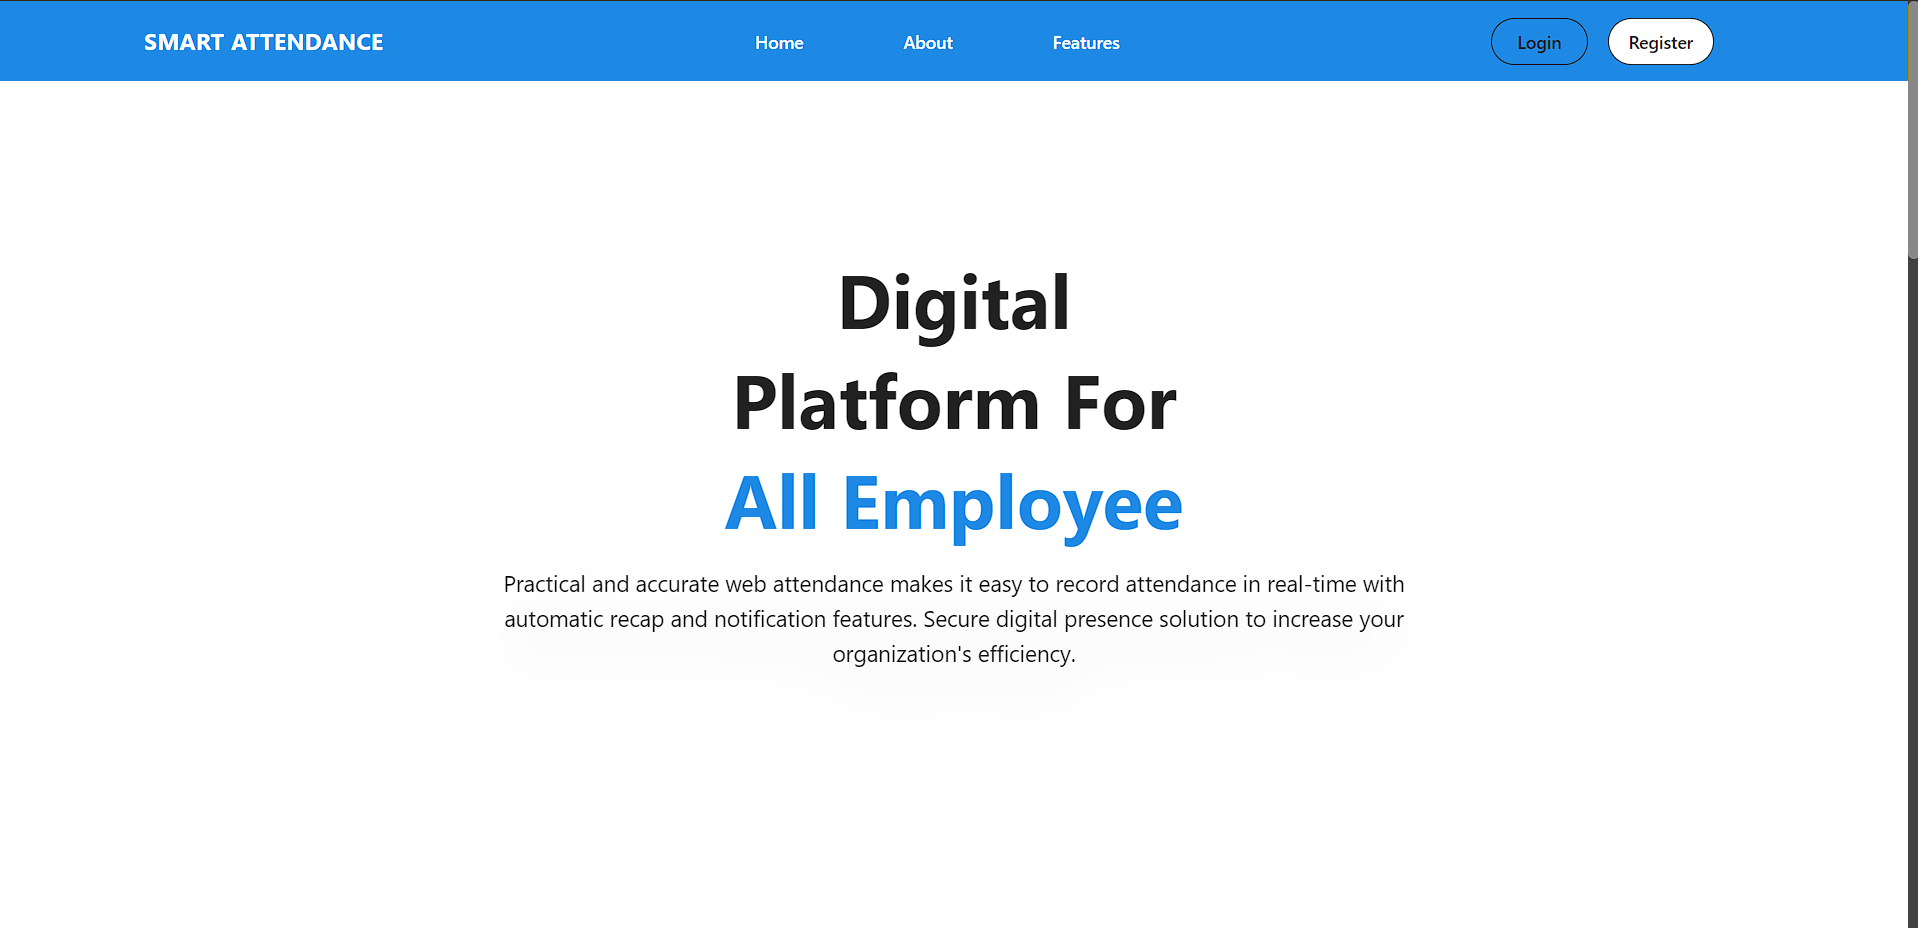 SMART ATTENDANCE
Home
About
Features
Login
Register
Digital
Platform For
All Employee
Practical and accurate web attendance makes it easy to record attendance in real-time with
automatic recap and notification features. Secure digital presence solution to increase your
organization's efficiency.